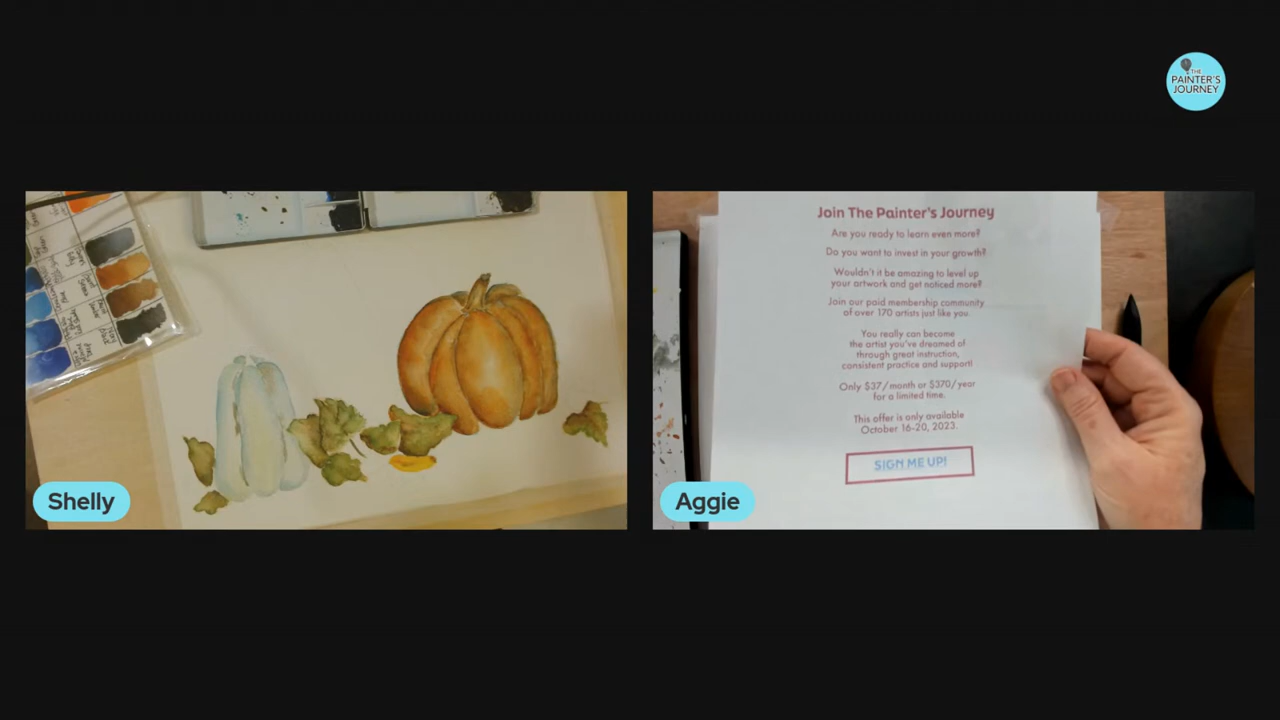 THE
PAINTER'S
JOURNEY
Join The Painter's Journey
Are you ready to learn even more?
Do you want to invest in your growth?
Wouldn't it be amazing to level up
your artwork and get noticed more?
Join our paid membership community
of over 170 artists just like you.
You really can become
the artist you've dreamed of
through great instruction,
consistent practice and support!
Only $37/month or $370/year
for a limited time.
This offer is only available
October 16-20, 2023.
SIGN ME UP!
Shelly
Aggie